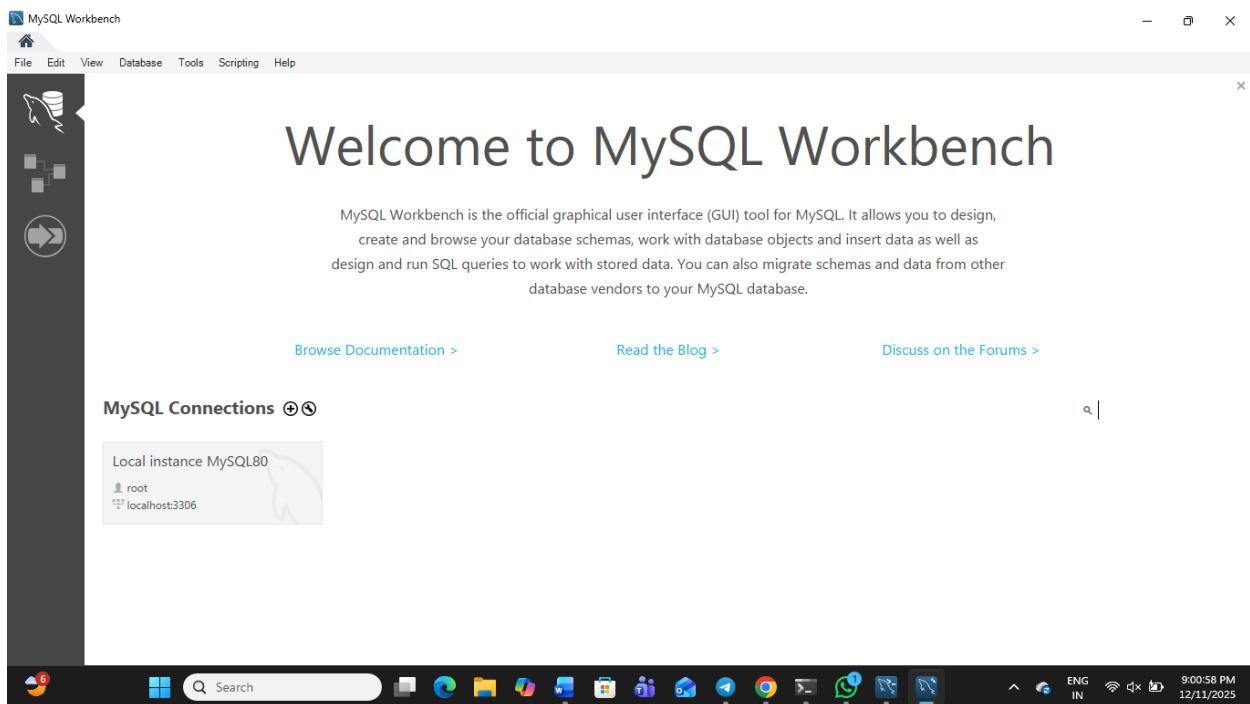 MySQL Workbench
File Edit View Database Tools Scripting Help
Welcome to MySQL Workbench
MySQL Workbench is the official graphical user interface (GUI) tool for MySQL. It allows you to design,
create and browse your database schemas, work with database objects and insert data as well as
design and run SQL queries to work with stored data. You can also migrate schemas and data from other
database vendors to your MySQL database.
Browse Documentation > Read the Blog > Discuss on the Forums >
MySQL Connections
Local instance MySQL80
root
localhost:3306
6 Search 1 ENG 9:00:58 PM
IN 12/11/2025